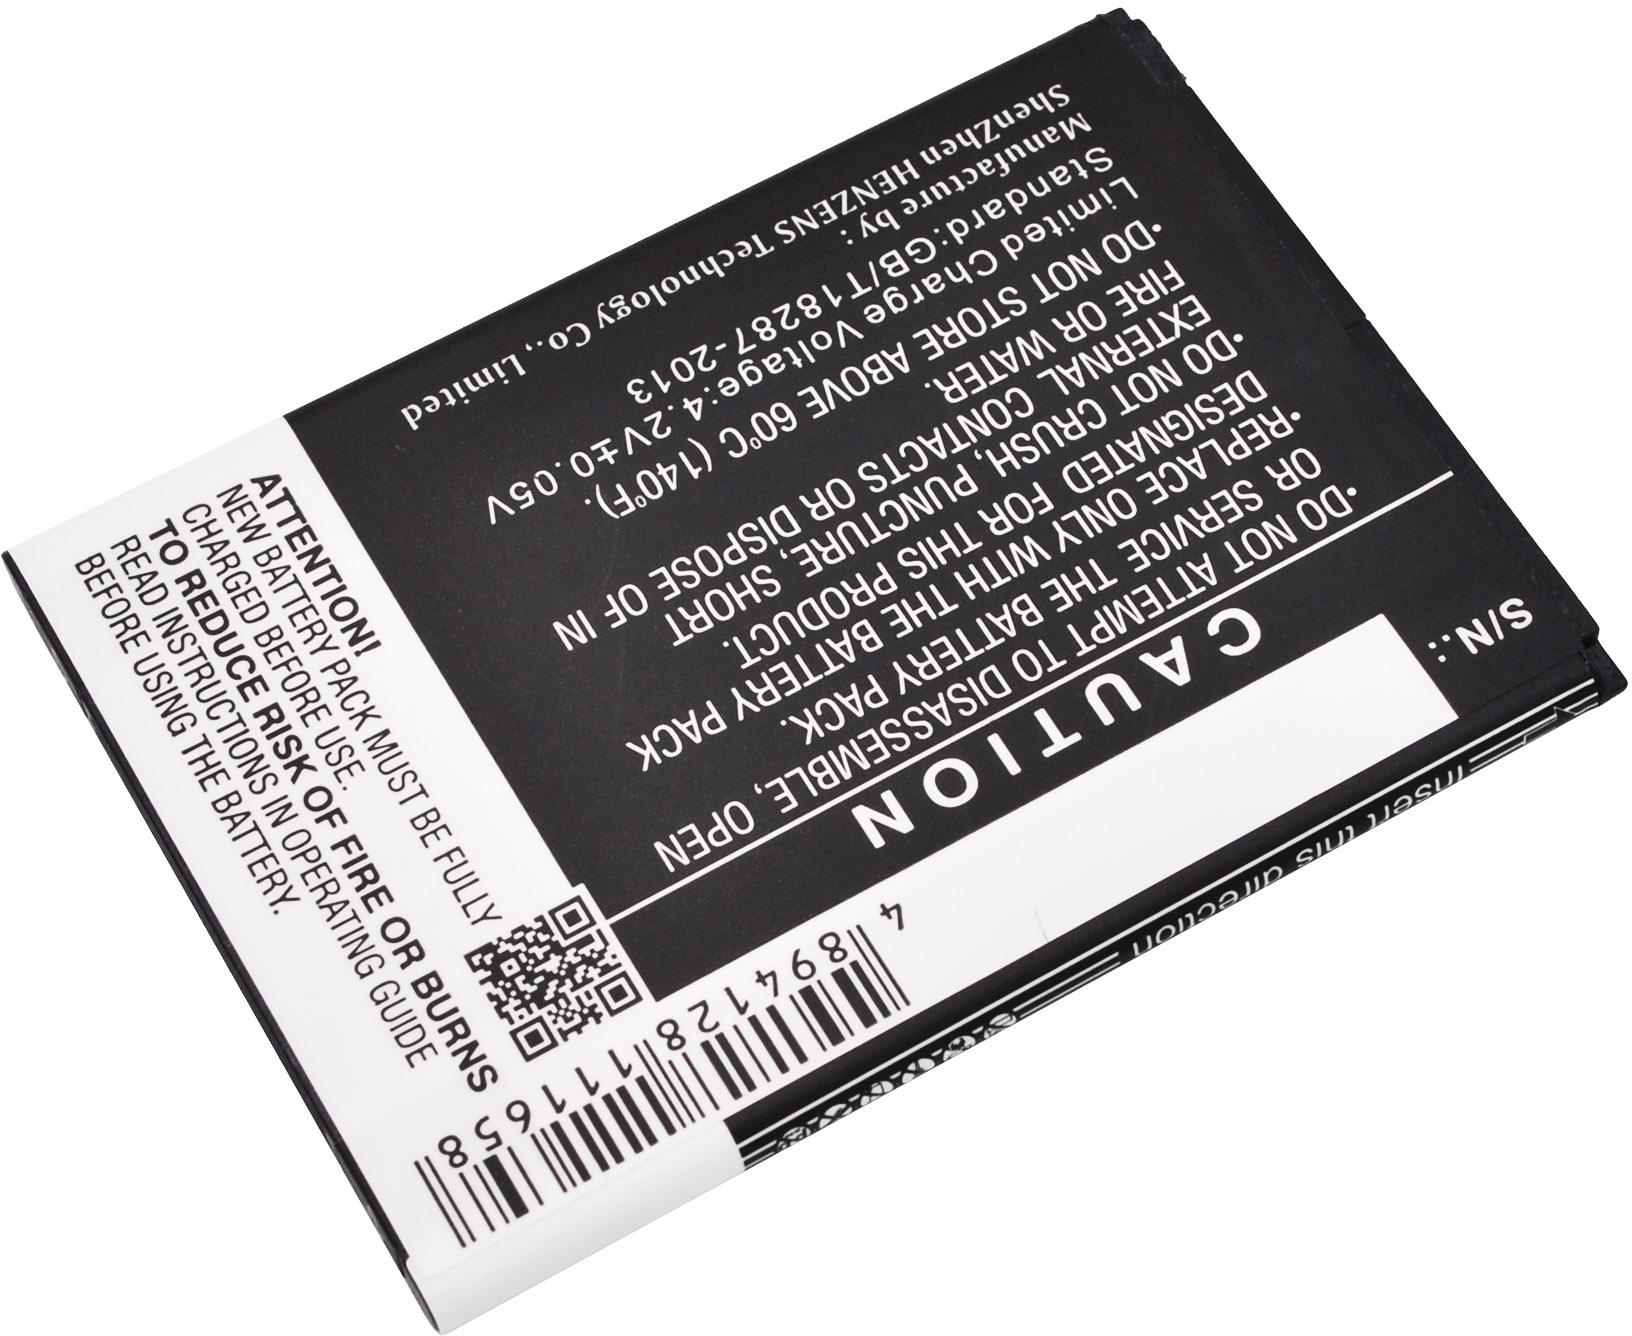 S/N.:
CAUTION
•DO NOT ATTEMPT TO DISASSEMBLE, OPEN
OR SERVICE THE BATTERY PACK.
•REPLACE ONLY WITH THE BATTERY PACK
DESIGNATED FOR THIS PRODUCT.
•DO NOT CRUSH, PUNCTURE, SHORT
EXTERNAL CONTACTS OR DISPOSE OF IN
FIRE OR WATER.
•DO NOT STORE ABOVE 60°C (140°F).
Limited Charge Voltage:4.2V±0.05V
Standard:GB/T18287-2013
Manufacture by:
ShenZhen HENZENS Technology Co., Limited
ATTENTION!
NEW BATTERY PACK MUST BE FULLY
CHARGED BEFORE USE.
TO REDUCE RISK OF FIRE OR BURNS
READ INSTRUCTIONS IN OPERATING GUIDE
BEFORE USING THE BATTERY.
4 894128 111658
Insert this direction